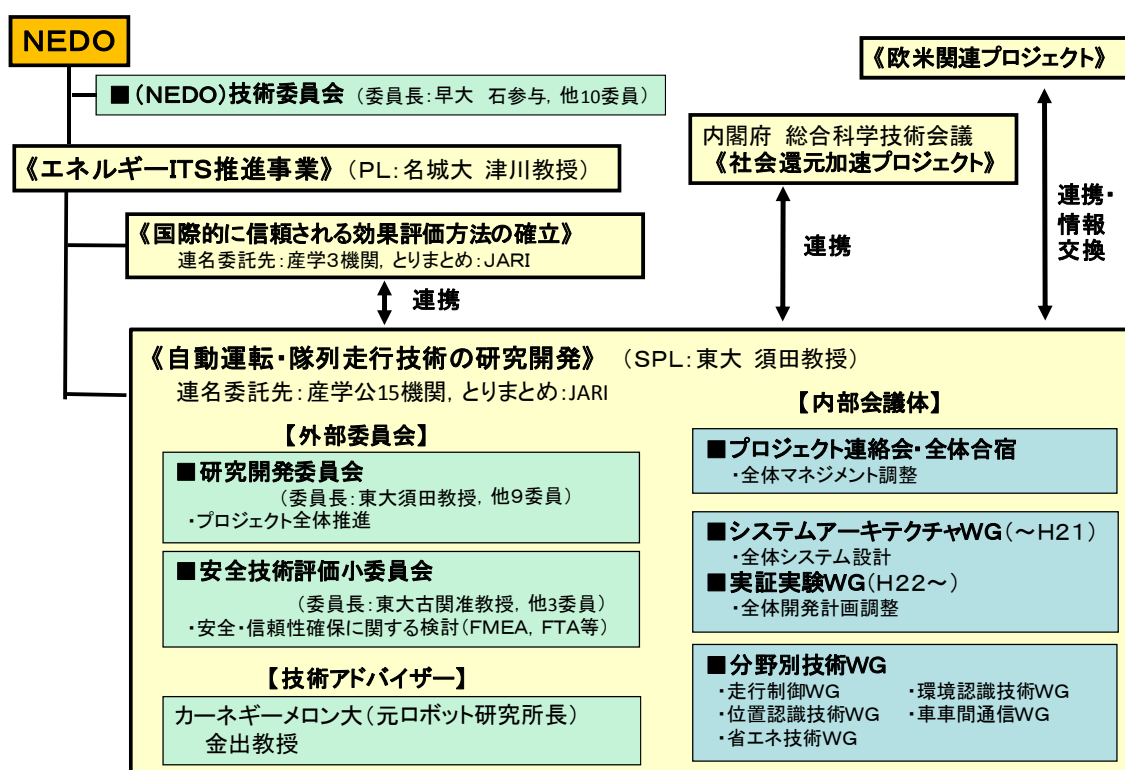 NEDO
■(NEDO)技術委員会 (委員長:早大 石参与, 他10委員)
《エネルギーITS推進事業》(PL:名城大 津川教授)
《国際的に信頼される効果評価方法の確立》
連名委託先:産学3機関, とりまとめ:JARI
連携
《欧米関連プロジェクト》
内閣府 総合科学技術会議
《社会還元加速プロジェクト》
連携
連携・
情報
交換
《自動運転・隊列走行技術の研究開発》 (SPL:東大 須田教授)
連名委託先:産学公15機関, とりまとめ:JARI
【外部委員会】
■研究開発委員会
(委員長:東大須田教授, 他9委員)
・プロジェクト全体推進
■安全技術評価小委員会
(委員長:東大古関准教授, 他3委員)
・安全・信頼性確保に関する検討(FMEA, FTA等)
【技術アドバイザー】
カーネギーメロン大(元ロボット研究所長)
金出教授
【内部会議体】
■プロジェクト連絡会・全体合宿
・全体マネジメント調整
■システムアーキテクチャWG(~H21)
・全体システム設計
■実証実験WG(H22~)
・全体開発計画調整
■分野別技術WG
・走行制御WG ・環境認識技術WG
・位置認識技術WG ・車車間通信WG
・省エネ技術WG